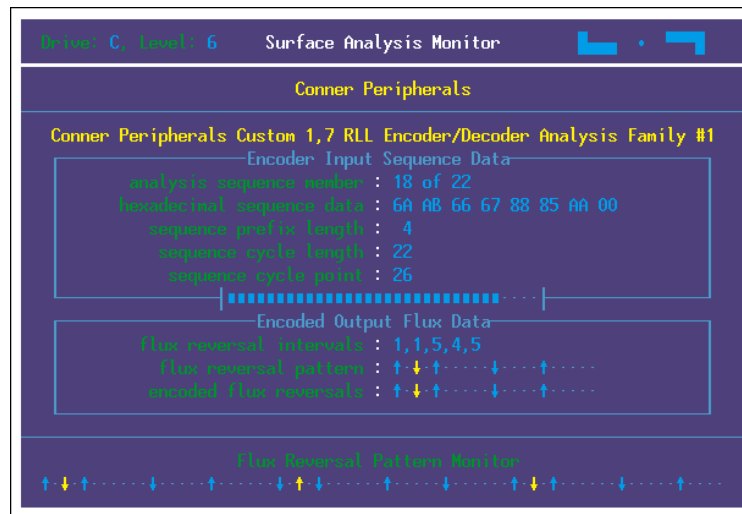 Drive: C, Level: 6 Surface Analysis Monitor
Conner Peripherals
Conner Peripherals Custom 1,7 RLL Encoder/Decoder Analysis Family #1
Encoder Input Sequence Data
analysis sequence member : 18 of 22
hexadecimal sequence data : 6A AB 66 67 88 85 AA 00
sequence prefix length : 4
sequence cycle length : 22
sequence cycle point : 26
Encoded Output Flux Data
flux reversal intervals : 1,1,5,4,5
flux reversal pattern :
encoded flux reversals :
Flux Reversal Pattern Monitor